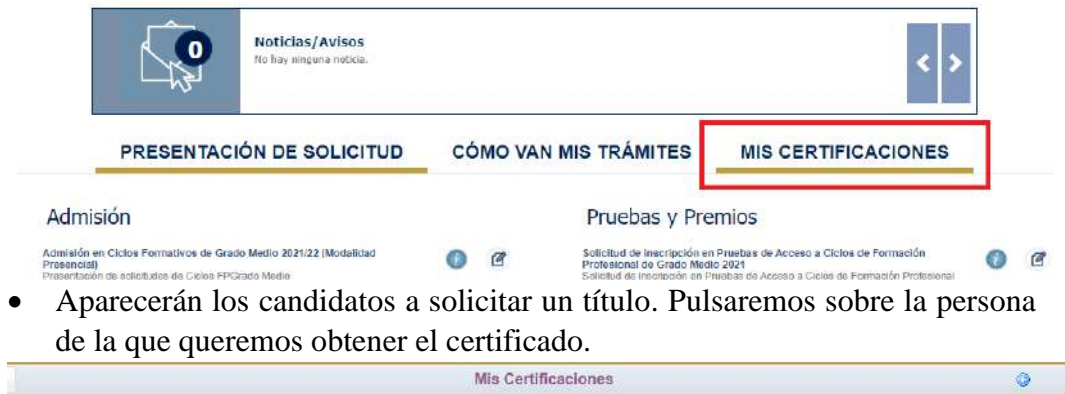 0
Noticias/Avisos
No hay ninguna noticia.
PRESENTACIÓN DE SOLICITUD CÓMO VAN MIS TRÁMITES MIS CERTIFICACIONES
Admisión
Admisión en Ciclos Formativos de Grado Medio 2021/22 (Modalidad
Presencial)
Presentación de solicitudes de Ciclos FPGrado Medio
Pruebas y Premios
Solicitud de inscripción en Pruebas de Acceso a Ciclos de Formación
Profesional de Grado Medio 2021
Solicitud de inscripción en Pruebas de Acceso a Ciclos de Formación Profesional
• Aparecerán los candidatos a solicitar un título. Pulsaremos sobre la persona
de la que queremos obtener el certificado.
Mis Certificaciones